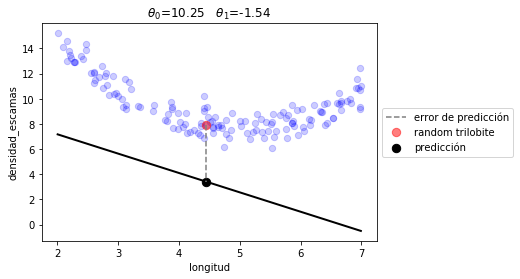 θ₀=10.25 θ₁=-1.54
14
12
10
8
6
4
2
0
densidad_escamas
2
3
4
5
6
7
longitud
error de predicción
random trilobite
predicción